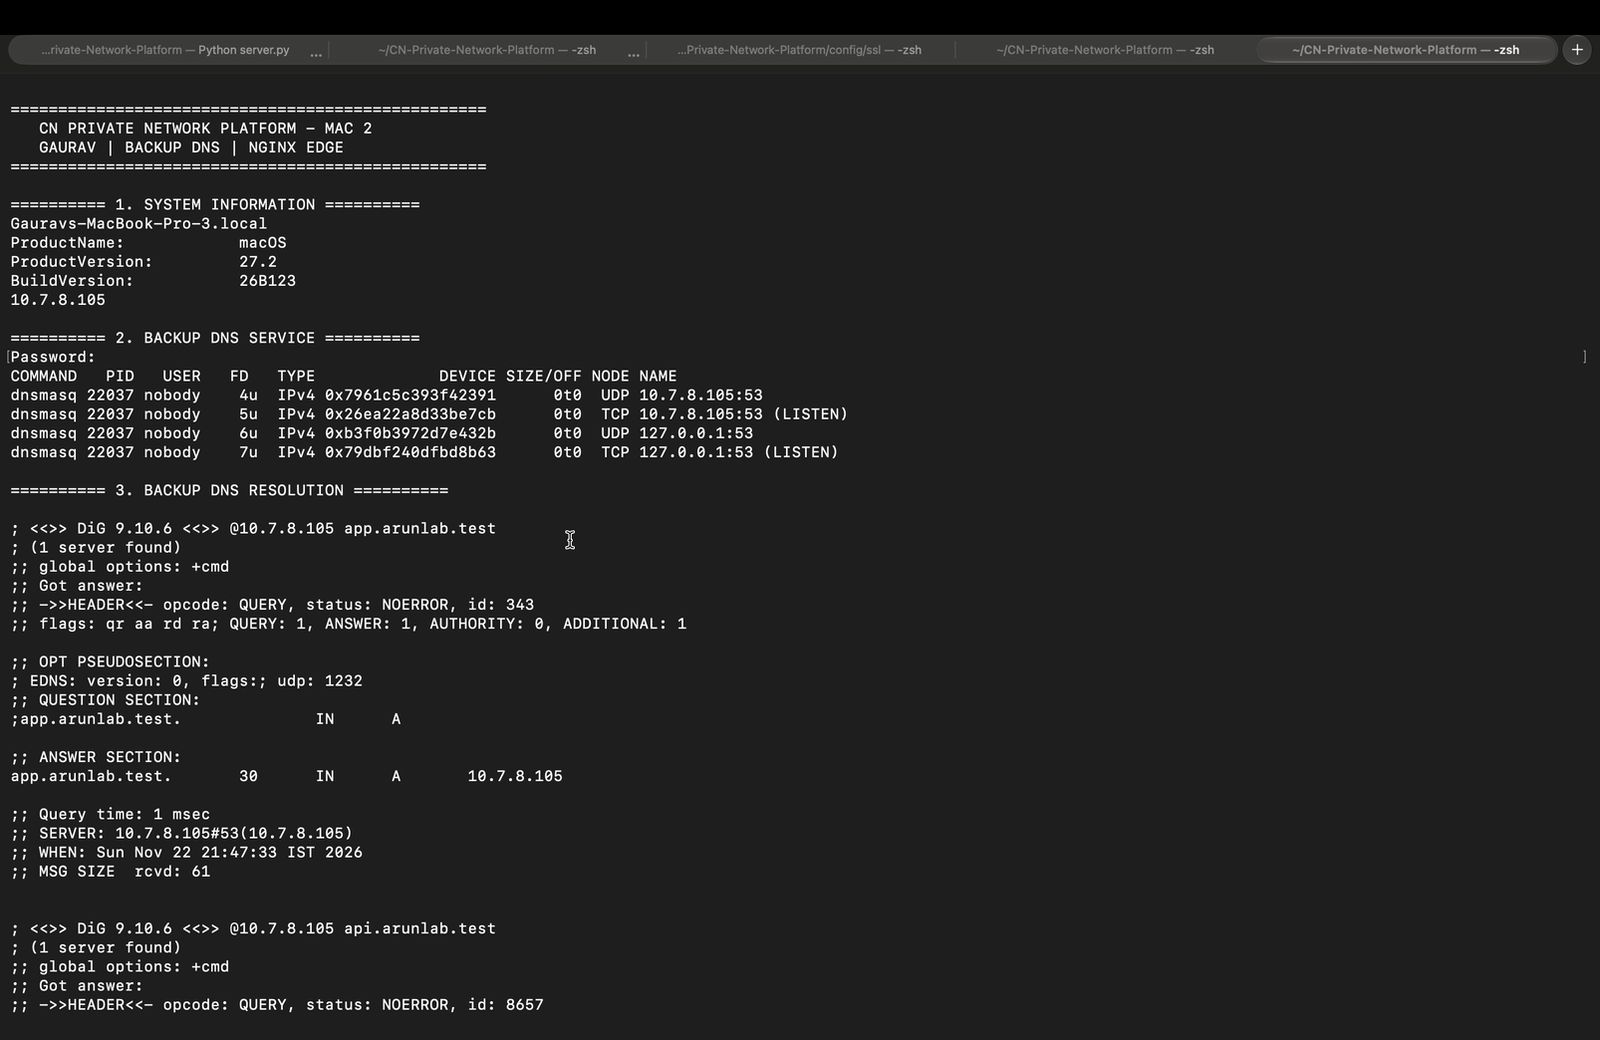 ...rivate-Network-Platform — Python server.py ... ~/CN-Private-Network-Platform — -zsh ... ...Private-Network-Platform/config/ssl — -zsh ~/CN-Private-Network-Platform — -zsh ~/CN-Private-Network-Platform — -zsh +
==================================================
   CN PRIVATE NETWORK PLATFORM - MAC 2
   GAURAV | BACKUP DNS | NGINX EDGE
==================================================
========== 1. SYSTEM INFORMATION ==========
Gauravs-MacBook-Pro-3.local
ProductName:            macOS
ProductVersion:         27.2
BuildVersion:           26B123
10.7.8.105
========== 2. BACKUP DNS SERVICE ==========
[Password: ]
COMMAND   PID   USER   FD   TYPE             DEVICE SIZE/OFF NODE NAME
dnsmasq 22037 nobody    4u  IPv4 0x7961c5c393f42391      0t0  UDP 10.7.8.105:53
dnsmasq 22037 nobody    5u  IPv4 0x26ea22a8d33be7cb      0t0  TCP 10.7.8.105:53 (LISTEN)
dnsmasq 22037 nobody    6u  IPv4 0xb3f0b3972d7e432b      0t0  UDP 127.0.0.1:53
dnsmasq 22037 nobody    7u  IPv4 0x79dbf240dfbd8b63      0t0  TCP 127.0.0.1:53 (LISTEN)
========== 3. BACKUP DNS RESOLUTION ==========
; <<>> DiG 9.10.6 <<>> @10.7.8.105 app.arunlab.test
; (1 server found)
;; global options: +cmd
;; Got answer:
;; ->>HEADER<<- opcode: QUERY, status: NOERROR, id: 343
;; flags: qr aa rd ra; QUERY: 1, ANSWER: 1, AUTHORITY: 0, ADDITIONAL: 1
;; OPT PSEUDOSECTION:
; EDNS: version: 0, flags:; udp: 1232
;; QUESTION SECTION:
;app.arunlab.test.              IN      A
;; ANSWER SECTION:
app.arunlab.test.       30      IN      A       10.7.8.105
;; Query time: 1 msec
;; SERVER: 10.7.8.105#53(10.7.8.105)
;; WHEN: Sun Nov 22 21:47:33 IST 2026
;; MSG SIZE  rcvd: 61
; <<>> DiG 9.10.6 <<>> @10.7.8.105 api.arunlab.test
; (1 server found)
;; global options: +cmd
;; Got answer:
;; ->>HEADER<<- opcode: QUERY, status: NOERROR, id: 8657